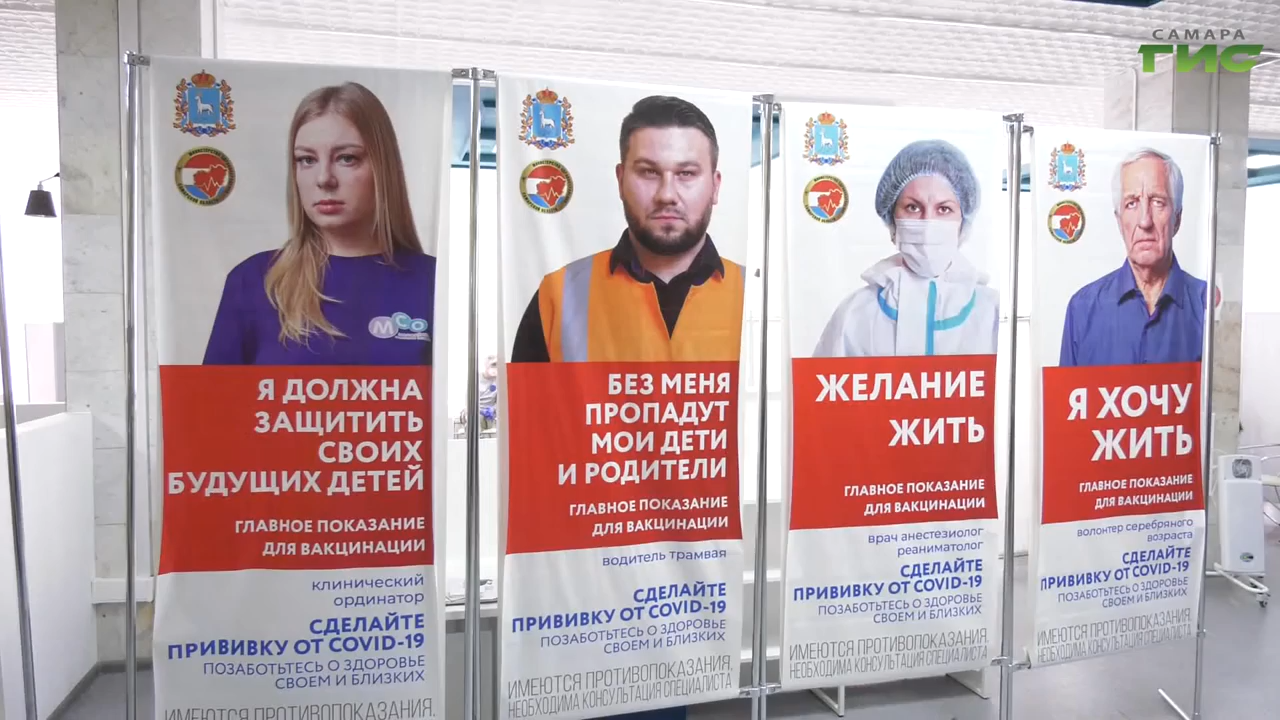 САМАРА
ГИС
Я ДОЛЖНА
ЗАЩИТИТЬ
СВОИХ
БУДУЩИХ ДЕТЕЙ
ГЛАВНОЕ ПОКАЗАНИЕ
ДЛЯ ВАКЦИНАЦИИ
клинический
ординатор
СДЕЛАЙТЕ
ПРИВИВКУ ОТ COVID-19
ПОЗАБОТЬТЕСЬ О ЗДОРОВЬЕ
СВОЕМ И БЛИЗКИХ
ИМЕЮТСЯ ПРОТИВОПОКАЗАНИЯ.
БЕЗ МЕНЯ
ПРОПАДУТ
МОИ ДЕТИ
И РОДИТЕЛИ
ГЛАВНОЕ ПОКАЗАНИЕ
ДЛЯ ВАКЦИНАЦИИ
водитель трамвая
СДЕЛАЙТЕ
ПРИВИВКУ ОТ COVID-19
ПОЗАБОТЬТЕСЬ О ЗДОРОВЬЕ
СВОЕМ И БЛИЗКИХ
ИМЕЮТСЯ ПРОТИВОПОКАЗАНИЯ.
НЕОБХОДИМА КОНСУЛЬТАЦИЯ СПЕЦИАЛИСТА
ЖЕЛАНИЕ
ЖИТЬ
ГЛАВНОЕ ПОКАЗАНИЕ
ДЛЯ ВАКЦИНАЦИИ
врач анестезиолог
реаниматолог
СДЕЛАЙТЕ
ПРИВИВКУ ОТ COVID-19
ПОЗАБОТЬТЕСЬ О ЗДОРОВЬЕ
СВОЕМ И БЛИЗКИХ
ИМЕЮТСЯ ПРОТИВОПОКАЗАНИЯ.
НЕОБХОДИМА КОНСУЛЬТАЦИЯ СПЕЦИАЛИСТА
Я ХОЧУ
ЖИТЬ
ГЛАВНОЕ ПОКАЗАНИЕ
ДЛЯ ВАКЦИНАЦИИ
волонтер серебряного
возраста
СДЕЛАЙТЕ
ПРИВИВКУ ОТ COVID-19
ПОЗАБОТЬТЕСЬ О ЗДОРОВЬЕ
СВОЕМ И БЛИЗКИХ
ИМЕЮТСЯ ПРОТИВОПОКАЗАНИЯ.
НЕОБХОДИМА КОНСУЛЬТАЦИЯ СПЕЦИАЛИСТА